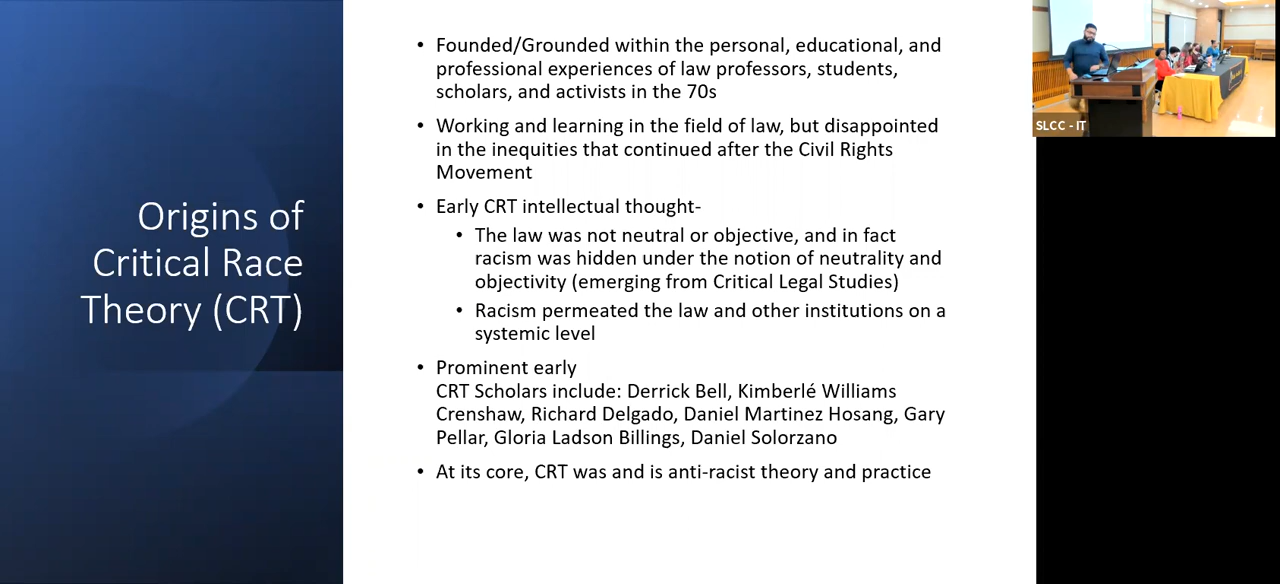 Origins of
Critical Race
Theory (CRT)
• Founded/Grounded within the personal, educational, and
professional experiences of law professors, students,
scholars, and activists in the 70s
• Working and learning in the field of law, but disappointed
in the inequities that continued after the Civil Rights
Movement
• Early CRT intellectual thought-
• The law was not neutral or objective, and in fact
racism was hidden under the notion of neutrality and
objectivity (emerging from Critical Legal Studies)
• Racism permeated the law and other institutions on a
systemic level
• Prominent early
CRT Scholars include: Derrick Bell, Kimberlé Williams
Crenshaw, Richard Delgado, Daniel Martinez Hosang, Gary
Pellar, Gloria Ladson Billings, Daniel Solorzano
• At its core, CRT was and is anti-racist theory and practice
SLCC - IT